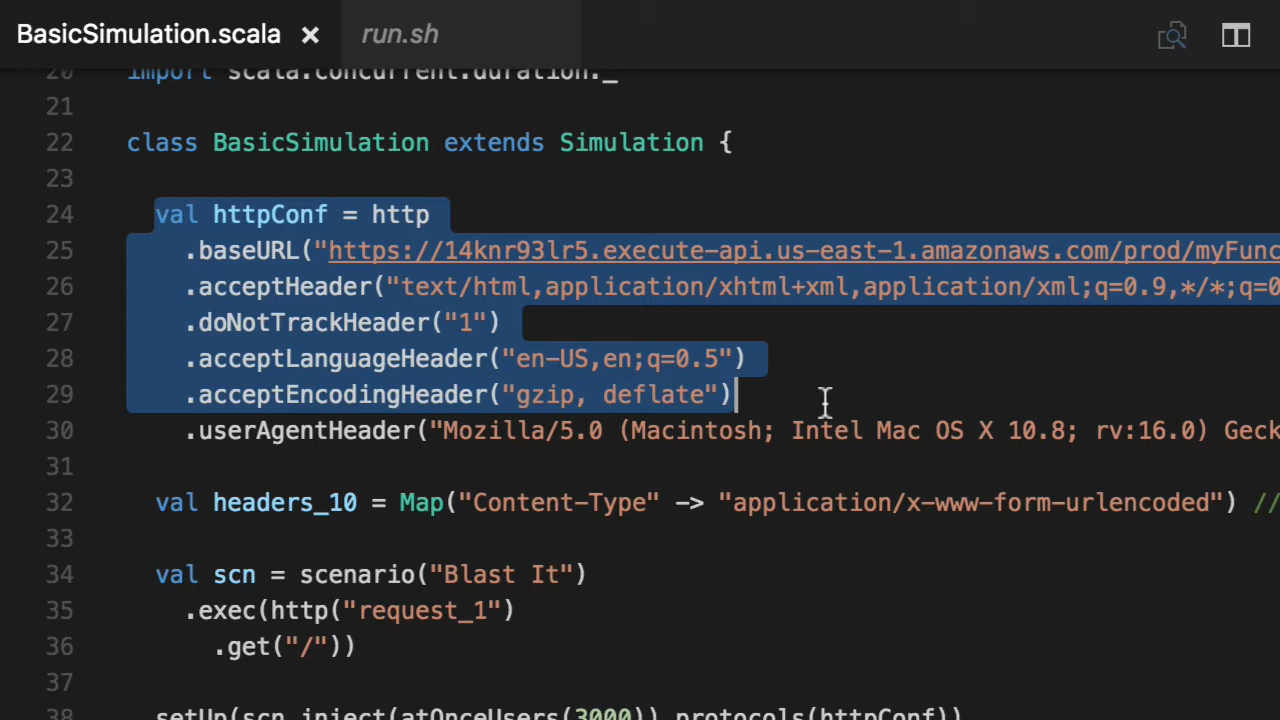 BasicSimulation.scala × run.sh
20 import scala.concurrent.duration._
21
22 class BasicSimulation extends Simulation {
23
24 val httpConf = http
25 .baseURL("https://14knr93lr5.execute-api.us-east-1.amazonaws.com/prod/myFunc
26 .acceptHeader("text/html,application/xhtml+xml,application/xml;q=0.9,*/*;q=0
27 .doNotTrackHeader("1")
28 .acceptLanguageHeader("en-US,en;q=0.5")
29 .acceptEncodingHeader("gzip, deflate")
30 .userAgentHeader("Mozilla/5.0 (Macintosh; Intel Mac OS X 10.8; rv:16.0) Geck
31
32 val headers_10 = Map("Content-Type" -> "application/x-www-form-urlencoded") //
33
34 val scn = scenario("Blast It")
35 .exec(http("request_1")
36 .get("/"))
37
38 setUp(scn.inject(atOnceUsers(3000)).protocols(httpConf))